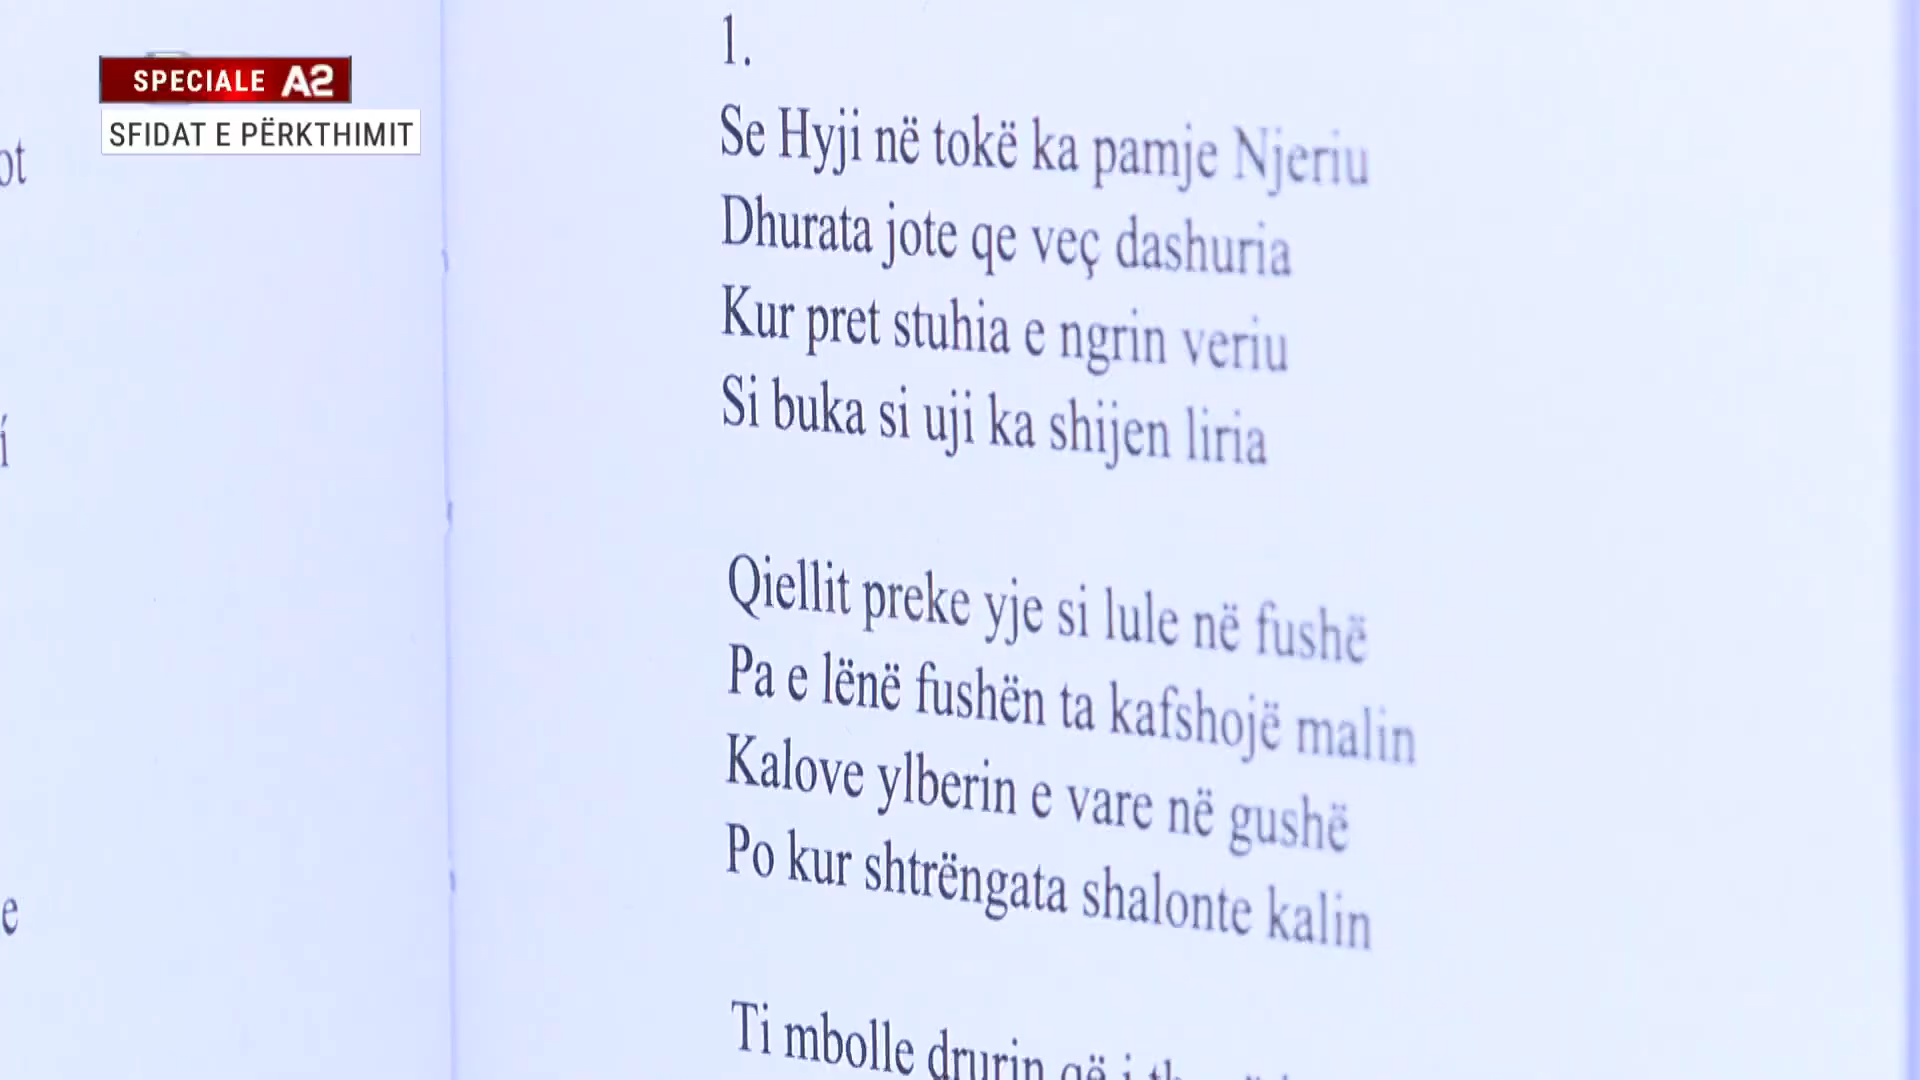 SPECIALE A2
SFIDAT E PËRKTHIMIT
ot
í
e
1.
Se Hyji në tokë ka pamje Njeriu
Dhurata jote qe veç dashuria
Kur pret stuhia e ngrin veriu
Si buka si uji ka shijen liria
Qiellit preke yje si lule në fushë
Pa e lënë fushën ta kafshojë malin
Kalove ylberin e vare në gushë
Po kur shtrëngata shalonte kalin
Ti mbolle drurin që i